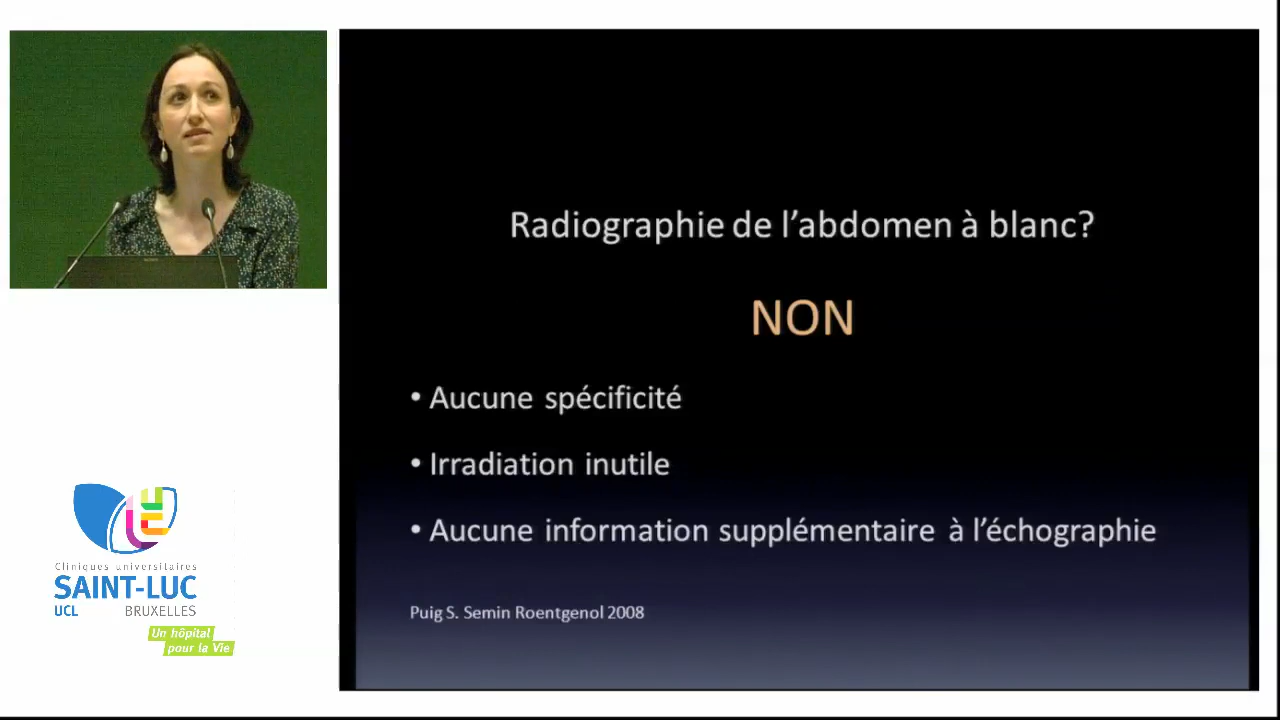 Radiographie de l’abdomen à blanc?
NON
• Aucune spécificité
• Irradiation inutile
• Aucune information supplémentaire à l’échographie
Puig S. Semin Roentgenol 2008
Cliniques universitaires
SAINT-LUC
UCL BRUXELLES
Un hôpital
pour la Vie